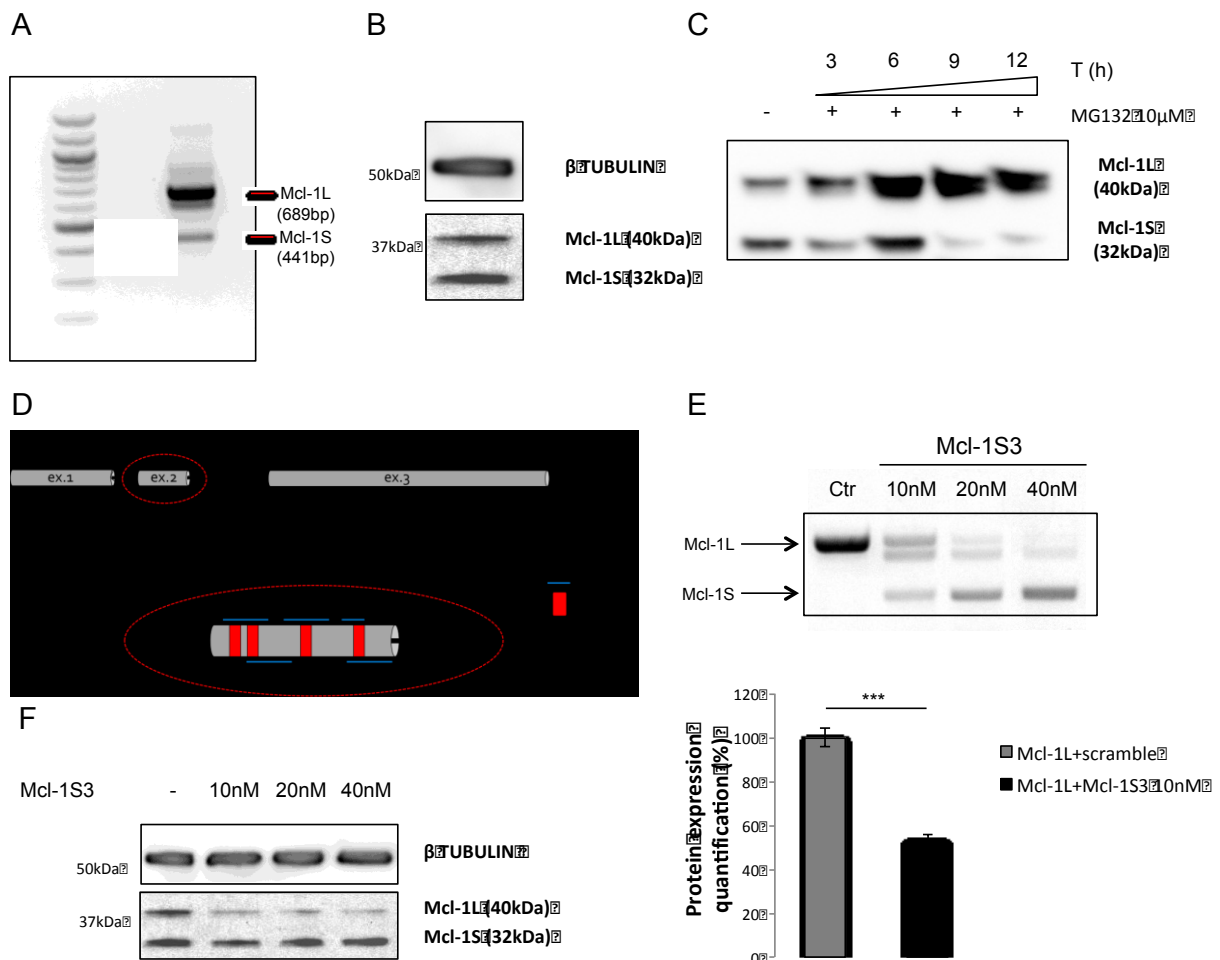 A
Mcl-1L
(689bp)
Mcl-1S
(441bp)
B
50kDa
β TUBULIN
37kDa
Mcl-1L (40kDa)
Mcl-1S (32kDa)
C
3 6 9 12
T (h)
- + + + +
MG132 10μM
Mcl-1L
(40kDa)
Mcl-1S
(32kDa)
D
ex.1 ex.2 ex.3
E
Mcl-1S3
Ctr 10nM 20nM 40nM
Mcl-1L
Mcl-1S
F
Mcl-1S3 - 10nM 20nM 40nM
50kDa
β TUBULIN
37kDa
Mcl-1L (40kDa)
Mcl-1S (32kDa)
Protein expression
quantification (%)
120
100
80
60
40
20
0
***
Mcl-1L+scramble
Mcl-1L+Mcl-1S3 10nM